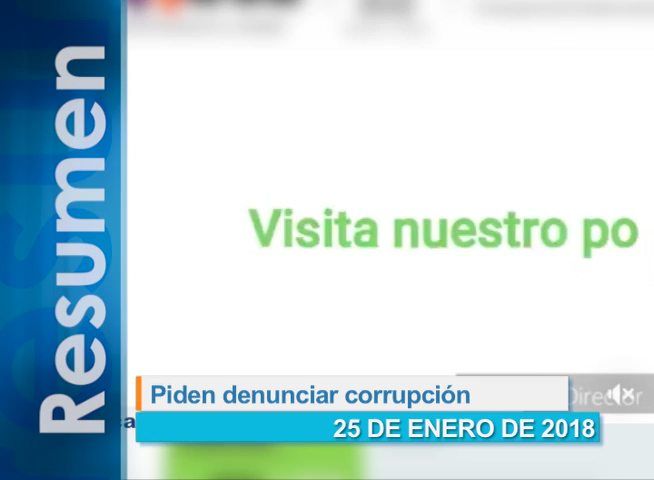 Resumen
Visita nuestro po
Piden denunciar corrupción
25 DE ENERO DE 2018